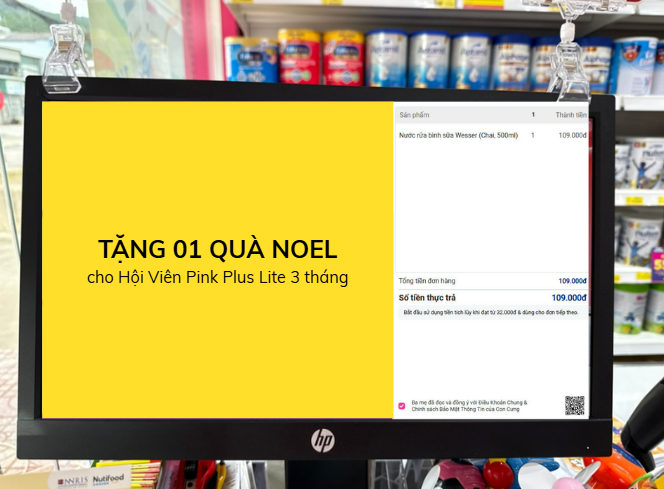 TẶNG 01 QUÀ NOEL
cho Hội Viên Pink Plus Lite 3 tháng
Sản phẩm 1 Thành tiền
Nước rửa bình sữa Wesser (Chai, 500ml) 1 109.000đ
Tổng tiền đơn hàng 109.000đ
Số tiền thực trả 109.000đ
Bắt đầu sử dụng tiền tích lũy khi đạt từ 32.000đ & dùng cho đơn tiếp theo.
Ba mẹ đã đọc và đồng ý với Điều Khoản Chung &
Chính sách Bảo Mật Thông Tin của Con Cưng
hp
Nutifood